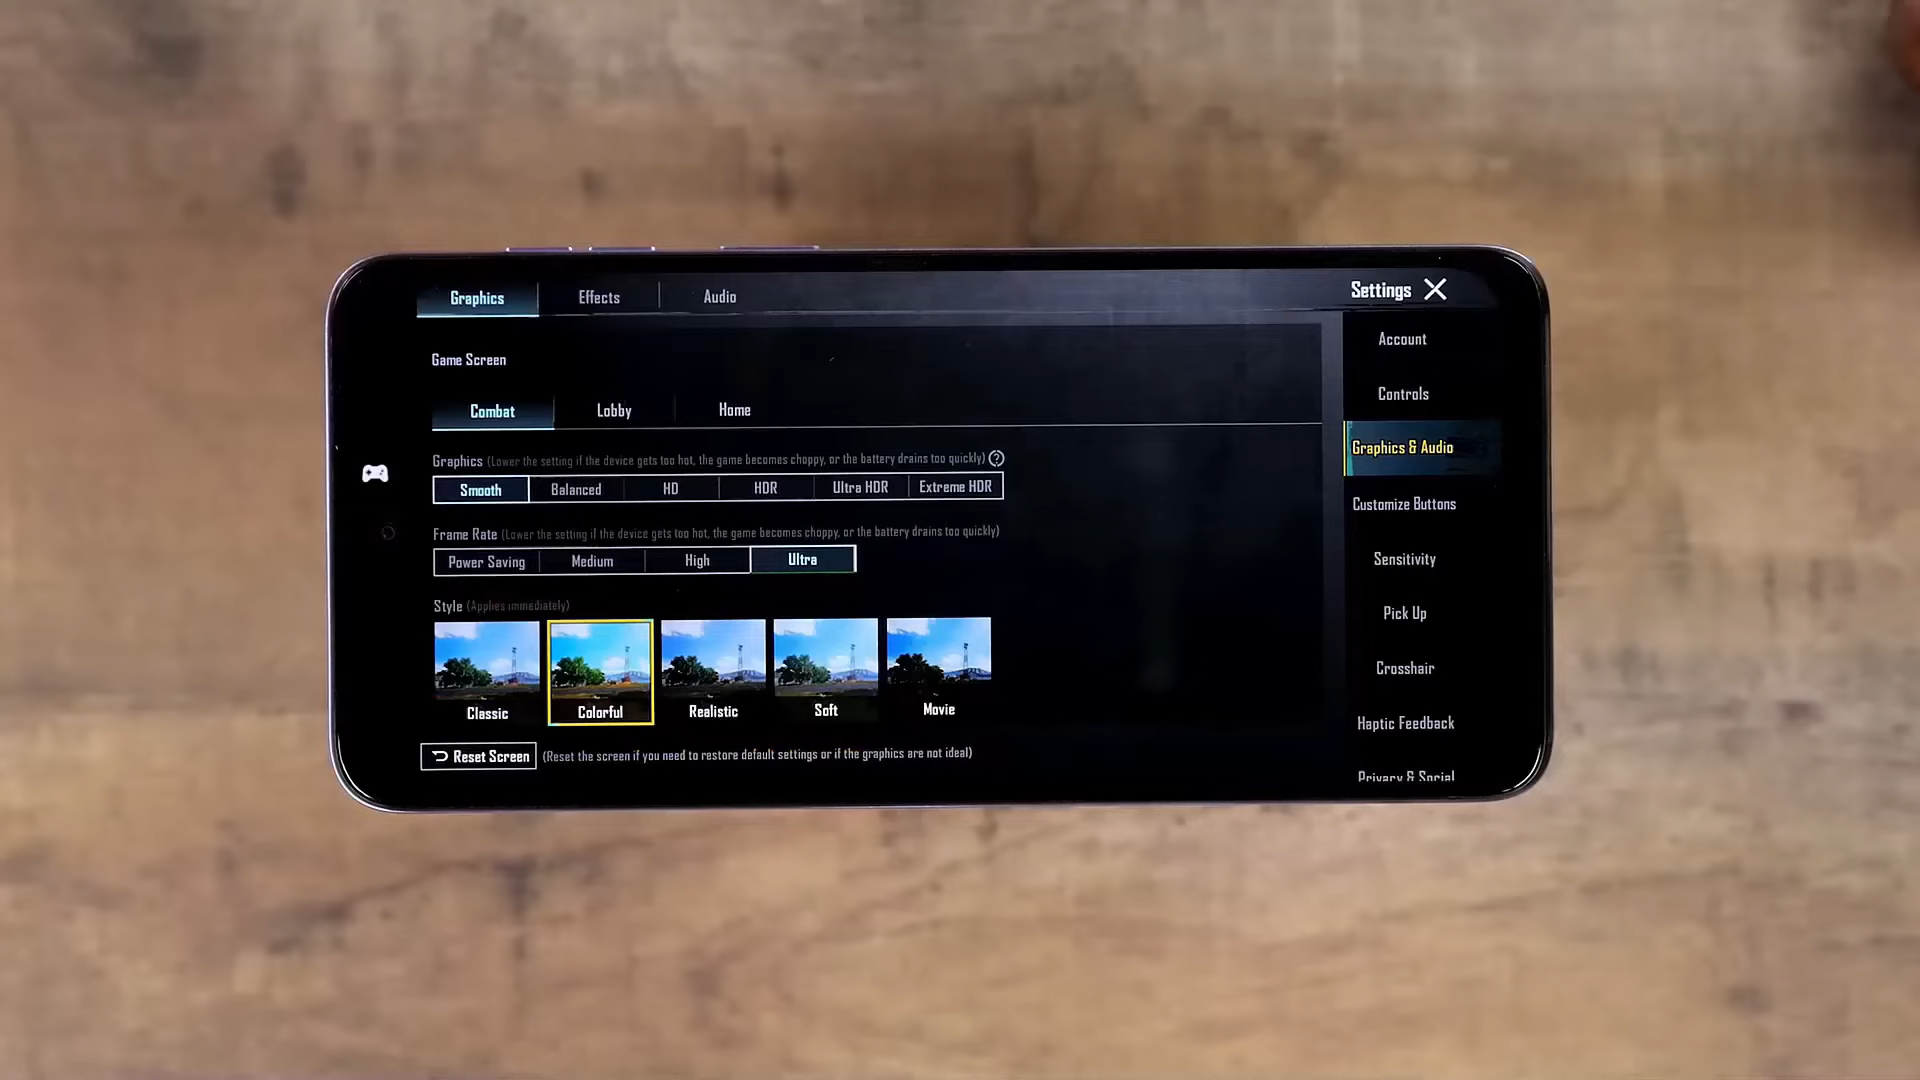 Graphics Effects Audio
Settings
Game Screen
Combat Lobby Home
Graphics (Lower the setting if the device gets too hot, the game becomes choppy, or the battery drains too quickly) ?
Smooth Balanced HD HDR Ultra HDR Extreme HDR
Frame Rate (Lower the setting if the device gets too hot, the game becomes choppy, or the battery drains too quickly)
Power Saving Medium High Ultra
Style (Applies immediately)
Classic Colorful Realistic Soft Movie
Reset Screen (Reset the screen if you need to restore default settings or if the graphics are not ideal)
Account
Controls
Graphics & Audio
Customize Buttons
Sensitivity
Pick Up
Crosshair
Haptic Feedback
Privacy & Social